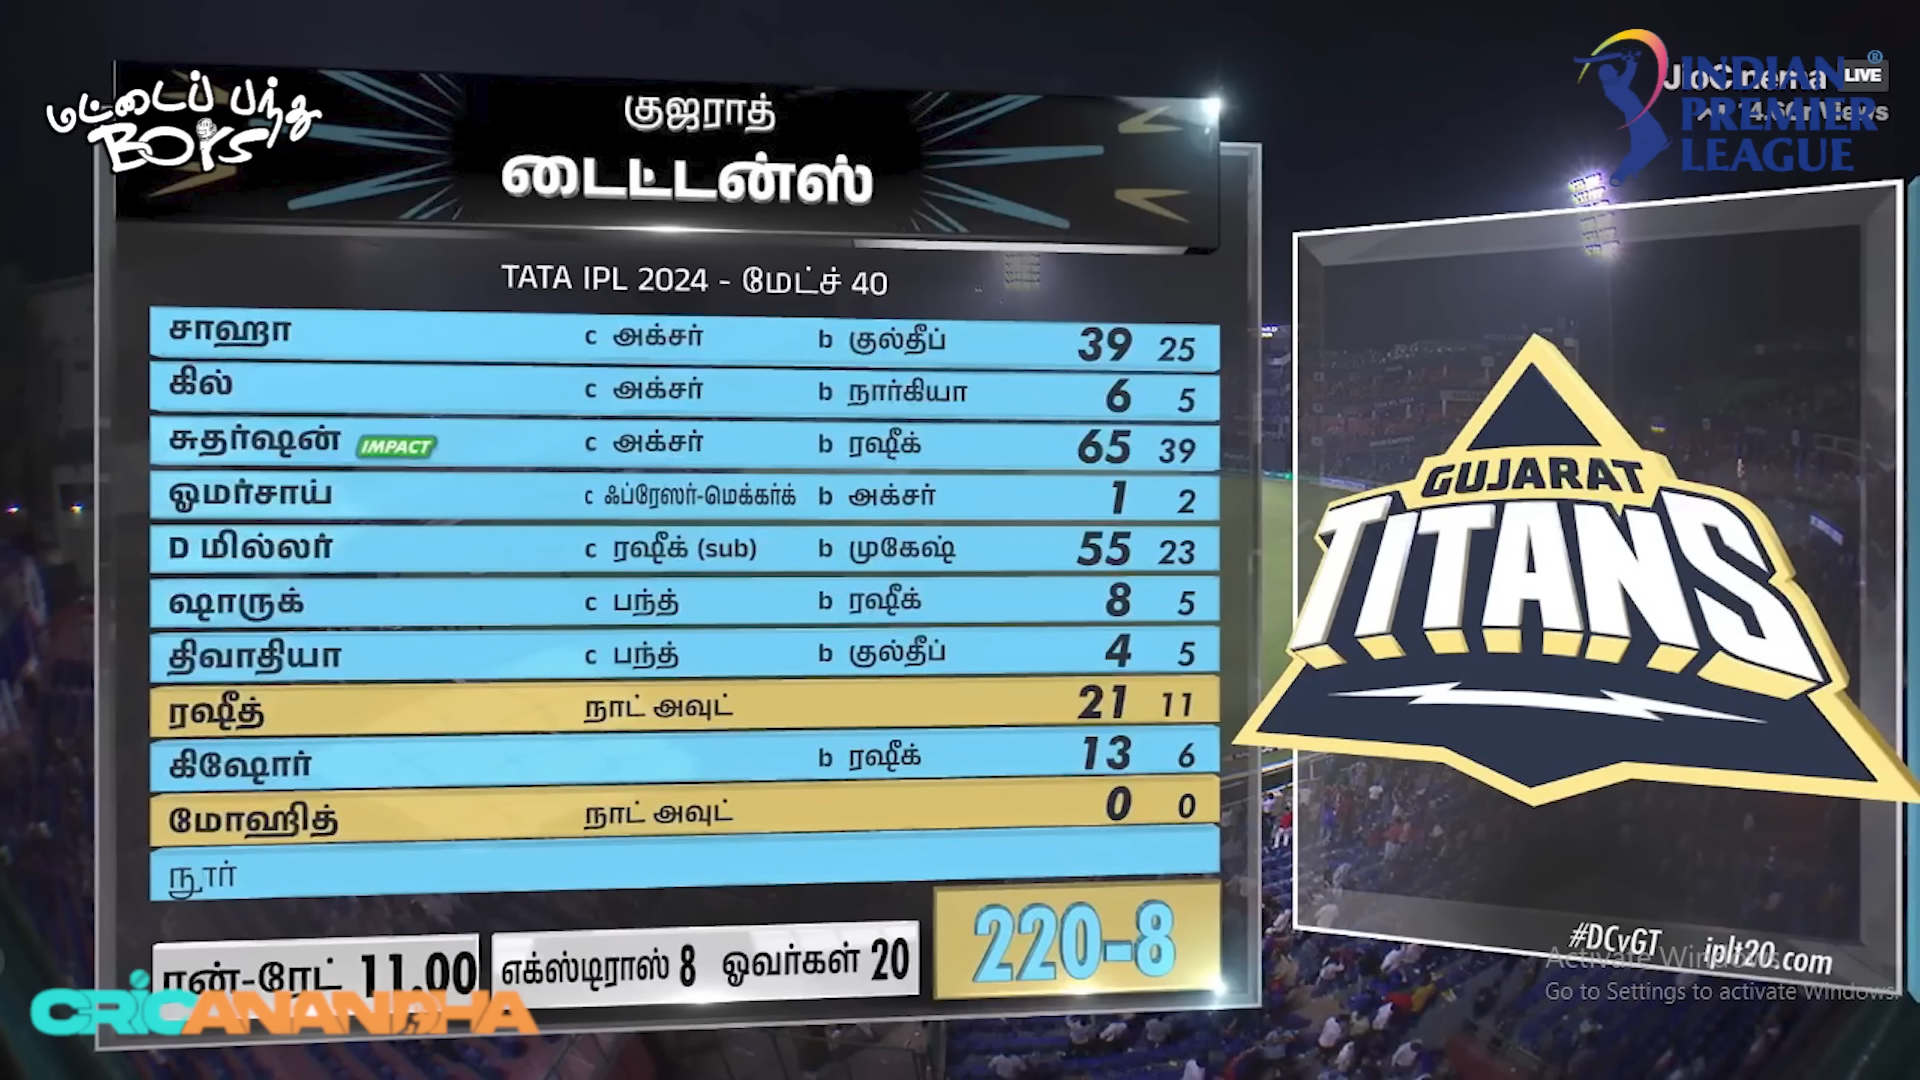 மட்டைப் பந்து
BOYS
குஜராத்
டைட்டன்ஸ்
INDIAN
PREMIER
LEAGUE
JioCinema LIVE
Views
TATA IPL 2024 - மேட்ச் 40
சாஹா c அக்சர் b குல்தீப் 39 25
கில் c அக்சர் b நார்கியா 6 5
சுதர்ஷன் IMPACT c அக்சர் b ரஷீக் 65 39
ஓமர்சாய் c ஃப்ரேஸர்-மெக்கர்க் b அக்சர் 1 2
D மில்லர் c ரஷீக் (sub) b முகேஷ் 55 23
ஷாருக் c பந்த் b ரஷீக் 8 5
திவாதியா c பந்த் b குல்தீப் 4 5
ரஷீத் நாட் அவுட் 21 11
கிஷோர் b ரஷீக் 13 6
மோஹித் நாட் அவுட் 0 0
நூர்
ரன்-ரேட் 11.00 எக்ஸ்டிராஸ் 8 ஓவர்கள் 20 220-8
GUJARAT
TITANS
#DCvGT iplt20.com
Activate Windows
Go to Settings to activate Windows.
CRICANANDHA